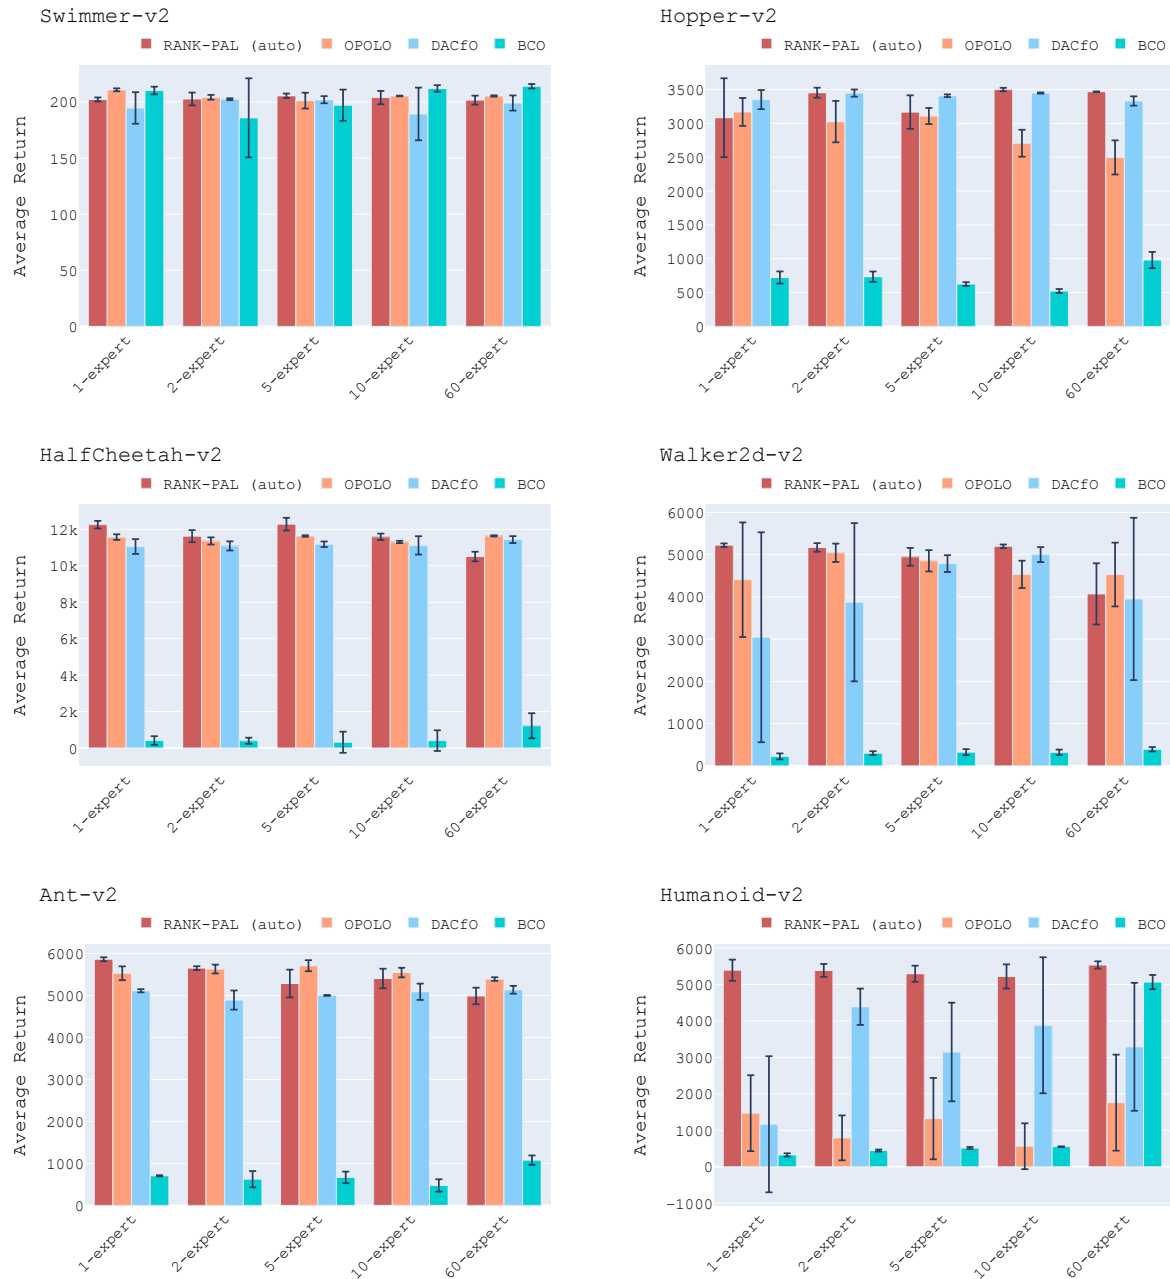 Swimmer-v2
RANK-PAL (auto) OPOLO DACfO BCO
Average Return
200
150
100
50
0
1-expert 2-expert 5-expert 10-expert 60-expert
Hopper-v2
RANK-PAL (auto) OPOLO DACfO BCO
Average Return
3500
3000
2500
2000
1500
1000
500
0
1-expert 2-expert 5-expert 10-expert 60-expert
HalfCheetah-v2
RANK-PAL (auto) OPOLO DACfO BCO
Average Return
12k
10k
8k
6k
4k
2k
0
1-expert 2-expert 5-expert 10-expert 60-expert
Walker2d-v2
RANK-PAL (auto) OPOLO DACfO BCO
Average Return
6000
5000
4000
3000
2000
1000
0
1-expert 2-expert 5-expert 10-expert 60-expert
Ant-v2
RANK-PAL (auto) OPOLO DACfO BCO
Average Return
6000
5000
4000
3000
2000
1000
0
1-expert 2-expert 5-expert 10-expert 60-expert
Humanoid-v2
RANK-PAL (auto) OPOLO DACfO BCO
Average Return
6000
5000
4000
3000
2000
1000
0
−1000
1-expert 2-expert 5-expert 10-expert 60-expert